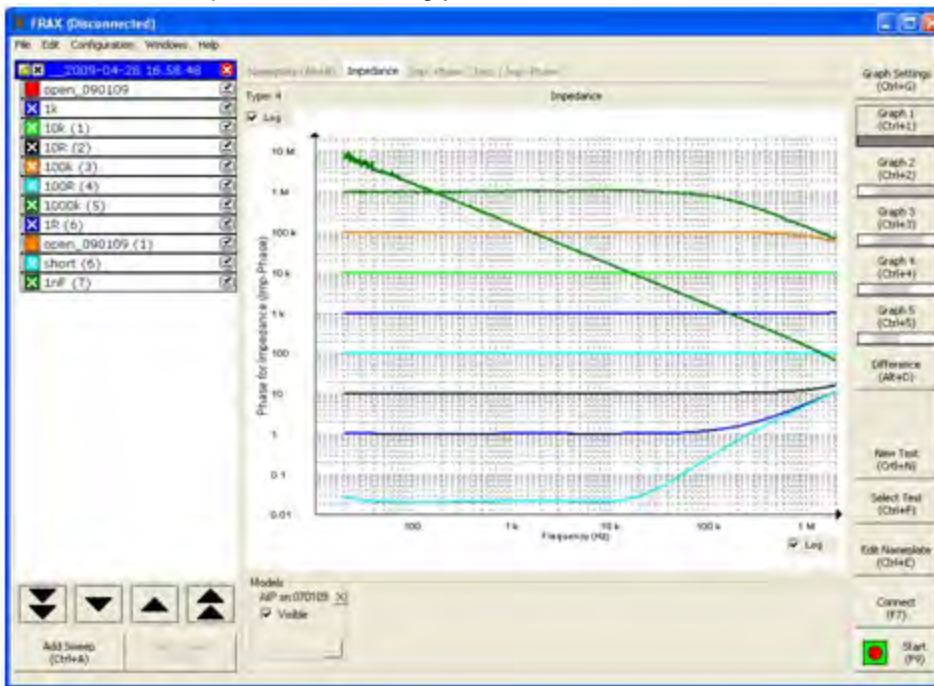 FRAX (Disconnected)
File Edit Configuration Windows Help
2009-04-28 16.58.48
open_090109
1k
10k (1)
10R (2)
100k (3)
100R (4)
1000k (5)
1R (6)
open_090109 (1)
short (6)
1nF (7)
Add Sweep
(Ctrl+A)
Impedance
Type: 4
Impedance
Log
10 M
1 M
100 k
10 k
1 k
100
10
1
0.1
0.01
Phase for impedance (Imp-Phase)
100
1 k
10 k
100 k
1 M
Frequency (Hz)
Log
Models
Visible
Graph Settings
(Ctrl+G)
Graph 1
(Ctrl+1)
Graph 2
(Ctrl+2)
Graph 3
(Ctrl+3)
Graph 4
(Ctrl+4)
Graph 5
(Ctrl+5)
Difference
(Alt+D)
New Test
(Ctrl+N)
Select Test
(Ctrl+F)
Edit Nameplate
(Ctrl+E)
Connect
(F7)
Start
(F9)